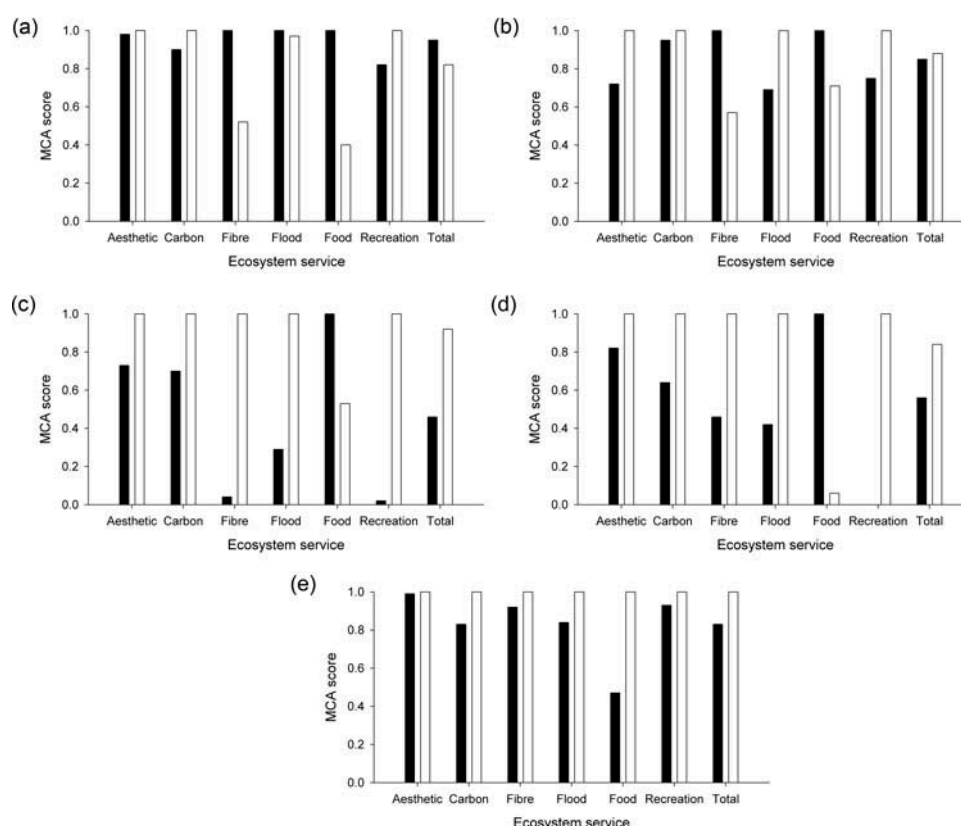 (a)
MCA score
1.0
0.8
0.6
0.4
0.2
0.0
Aesthetic Carbon Fibre Flood Food Recreation Total
Ecosystem service
(b)
MCA score
1.0
0.8
0.6
0.4
0.2
0.0
Aesthetic Carbon Fibre Flood Food Recreation Total
Ecosystem service
(c)
MCA score
1.0
0.8
0.6
0.4
0.2
0.0
Aesthetic Carbon Fibre Flood Food Recreation Total
Ecosystem service
(d)
MCA score
1.0
0.8
0.6
0.4
0.2
0.0
Aesthetic Carbon Fibre Flood Food Recreation Total
Ecosystem service
(e)
MCA score
1.0
0.8
0.6
0.4
0.2
0.0
Aesthetic Carbon Fibre Flood Food Recreation Total
Ecosystem service